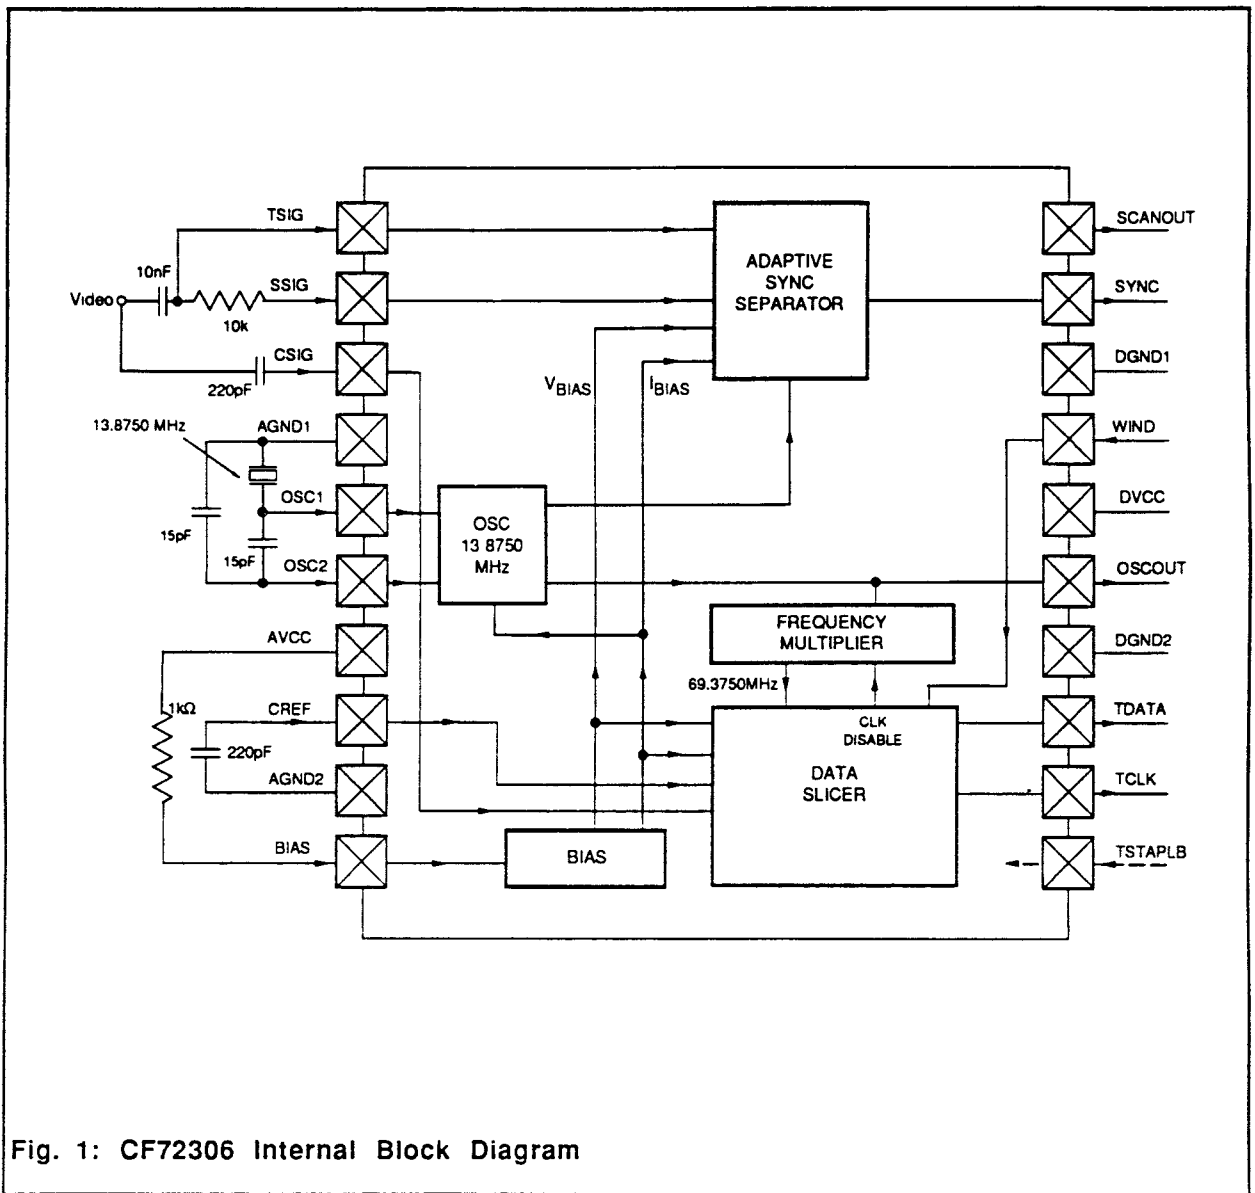 TSIG
SCANOUT
ADAPTIVE
SYNC
SEPARATOR
10nF
SSIG
SYNC
Video
10k
CSIG
DGND1
220pF
VBIAS
IBIAS
13.8750 MHz
AGND1
WIND
OSC1
DVCC
OSC
13 8750
MHz
15pF
15pF
OSC2
OSCOUT
FREQUENCY
MULTIPLIER
AVCC
DGND2
69.3750MHz
1kΩ
CREF
TDATA
CLK
DISABLE
220pF
DATA
SLICER
AGND2
TCLK
BIAS
BIAS
TSTAPLB
Fig. 1: CF72306 Internal Block Diagram